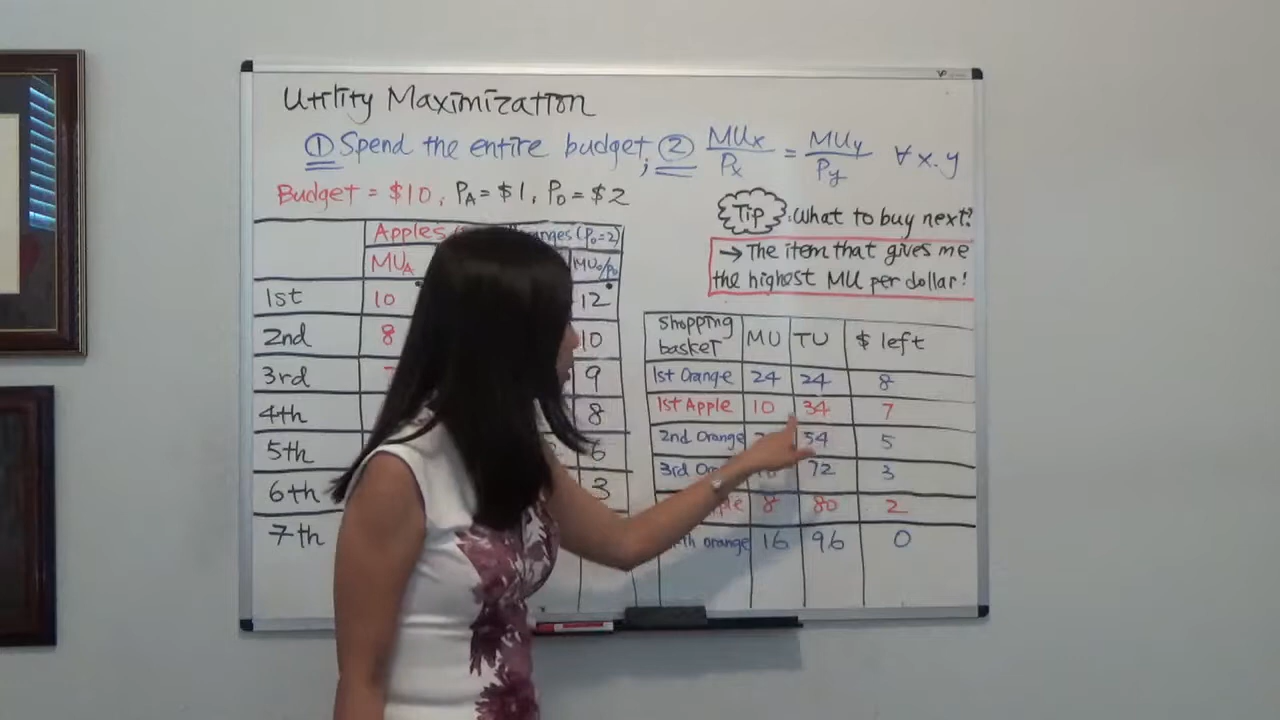 Utility Maximization
① Spend the entire budget; ② MUx/Px = MUy/Py ∀ x.y
Budget = $10, PA = $1, PO = $2
Tip: What to buy next?
→ The item that gives me
the highest MU per dollar!
Apples (Po=2)
MUA MUo/Po
1st 10 12
2nd 8 10
3rd 9
4th 8
5th 6
6th 3
7th
Shopping basket MU TU $ left
1st Orange 24 24 8
1st Apple 10 34 7
2nd Orange 54 5
3rd 72 3
8 80 2
orange 16 96 0